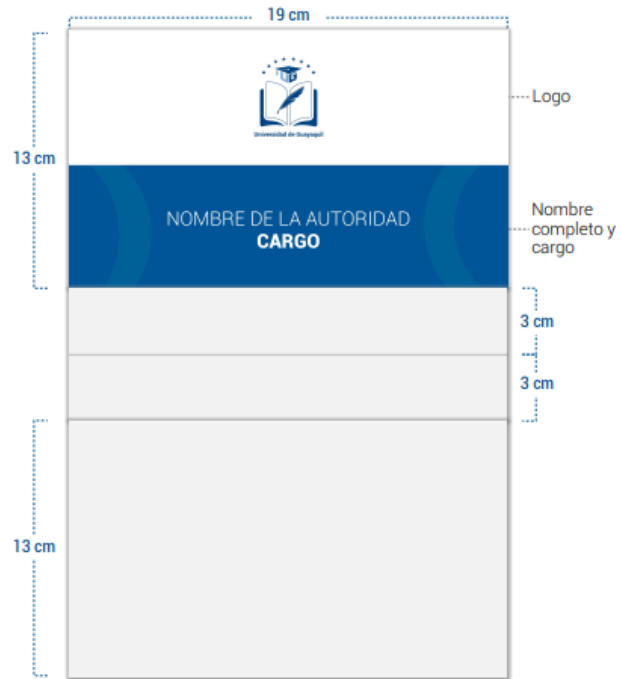 19 cm
Universidad de Guayaquil
Logo
13 cm
NOMBRE DE LA AUTORIDAD
CARGO
Nombre
completo y
cargo
3 cm
3 cm
13 cm